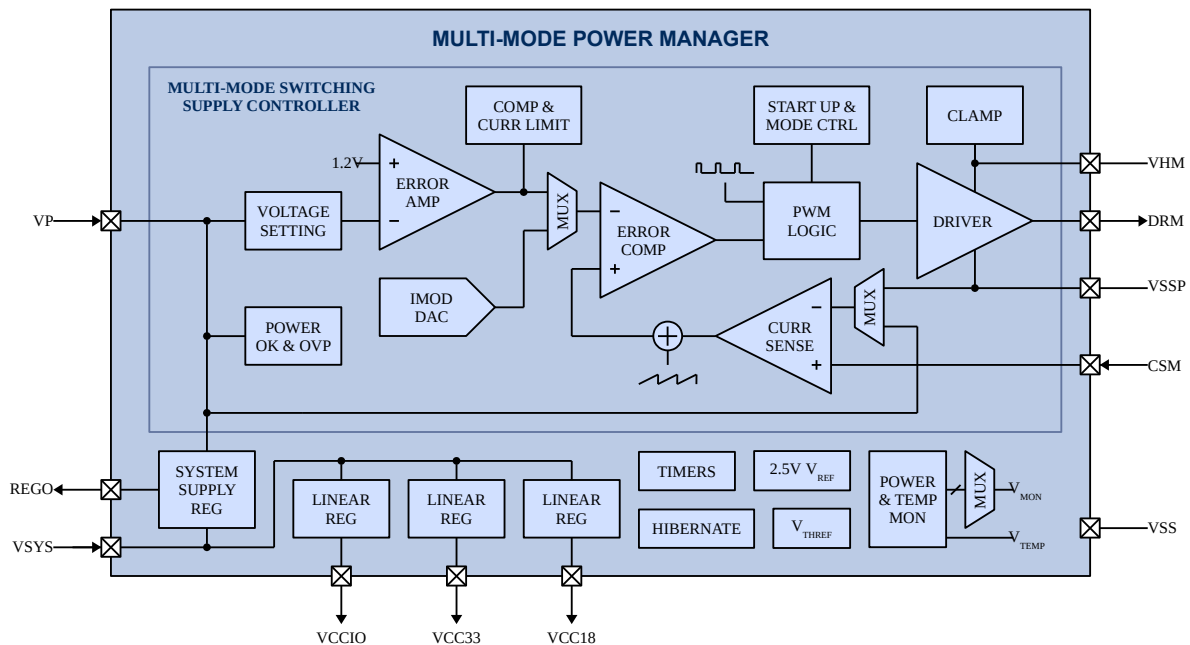 MULTI-MODE POWER MANAGER
MULTI-MODE SWITCHING
SUPPLY CONTROLLER
COMP &
CURR LIMIT
START UP &
MODE CTRL
CLAMP
1.2V
+
ERROR
AMP
−
MUX
VHM
VP
VOLTAGE
SETTING
−
ERROR
COMP
+
PWM
LOGIC
DRIVER
DRM
IMOD
DAC
MUX
VSSP
POWER
OK & OVP
−
CURR
SENSE
+
CSM
SYSTEM
SUPPLY
REG
REGO
VSYS
LINEAR
REG
LINEAR
REG
LINEAR
REG
TIMERS
2.5V VREF
HIBERNATE
VTHREF
POWER
& TEMP
MON
MUX
VMON
VTEMP
VSS
VCCIO
VCC33
VCC18